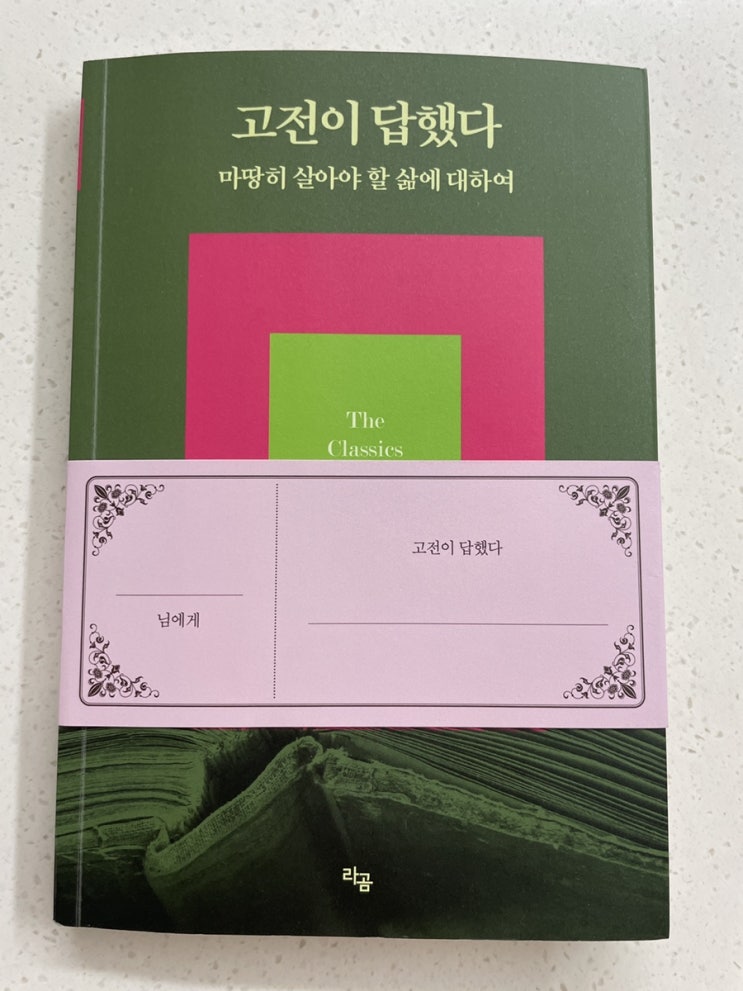 고전이 답했다
마땅히 살아야 할 삶에 대하여
The
Classics
고전이 답했다
님에게
라곰